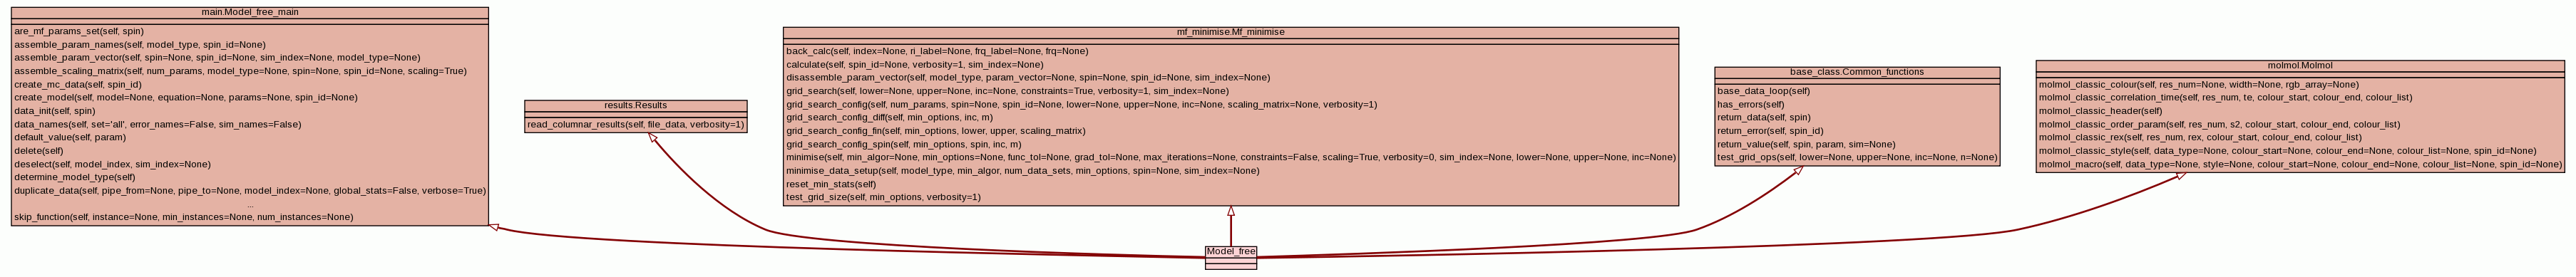 main.Model_free_main
are_mf_params_set(self, spin)
assemble_param_names(self, model_type, spin_id=None)
assemble_param_vector(self, spin=None, spin_id=None, sim_index=None, model_type=None)
assemble_scaling_matrix(self, num_params, model_type=None, spin=None, spin_id=None, scaling=True)
create_mc_data(self, spin_id)
create_model(self, model=None, equation=None, params=None, spin_id=None)
data_init(self, spin)
data_names(self, set='all', error_names=False, sim_names=False)
default_value(self, param)
delete(self)
deselect(self, model_index, sim_index=None)
determine_model_type(self)
duplicate_data(self, pipe_from=None, pipe_to=None, model_index=None, global_stats=False, verbose=True)
...
skip_function(self, instance=None, min_instances=None, num_instances=None)
results.Results
read_columnar_results(self, file_data, verbosity=1)
mf_minimise.Mf_minimise
back_calc(self, index=None, ri_label=None, frq_label=None, frq=None)
calculate(self, spin_id=None, verbosity=1, sim_index=None)
disassemble_param_vector(self, model_type, param_vector=None, spin=None, spin_id=None, sim_index=None)
grid_search(self, lower=None, upper=None, inc=None, constraints=True, verbosity=1, sim_index=None)
grid_search_config(self, num_params, spin=None, spin_id=None, lower=None, upper=None, inc=None, scaling_matrix=None, verbosity=1)
grid_search_config_diff(self, min_options, inc, m)
grid_search_config_fin(self, min_options, lower, upper, scaling_matrix)
grid_search_config_spin(self, min_options, spin, inc, m)
minimise(self, min_algor=None, min_options=None, func_tol=None, grad_tol=None, max_iterations=None, constraints=False, scaling=True, verbosity=0, sim_index=None, lower=None, upper=None, inc=None)
minimise_data_setup(self, model_type, min_algor, num_data_sets, min_options, spin=None, sim_index=None)
reset_min_stats(self)
test_grid_size(self, min_options, verbosity=1)
base_class.Common_functions
base_data_loop(self)
has_errors(self)
return_data(self, spin)
return_error(self, spin_id)
return_value(self, spin, param, sim=None)
test_grid_ops(self, lower=None, upper=None, inc=None, n=None)
molmol.Molmol
molmol_classic_colour(self, res_num=None, width=None, rgb_array=None)
molmol_classic_correlation_time(self, res_num, te, colour_start, colour_end, colour_list)
molmol_classic_header(self)
molmol_classic_order_param(self, res_num, s2, colour_start, colour_end, colour_list)
molmol_classic_rex(self, res_num, rex, colour_start, colour_end, colour_list)
molmol_classic_style(self, data_type=None, colour_start=None, colour_end=None, colour_list=None, spin_id=None)
molmol_macro(self, data_type=None, style=None, colour_start=None, colour_end=None, colour_list=None, spin_id=None)
Model_free